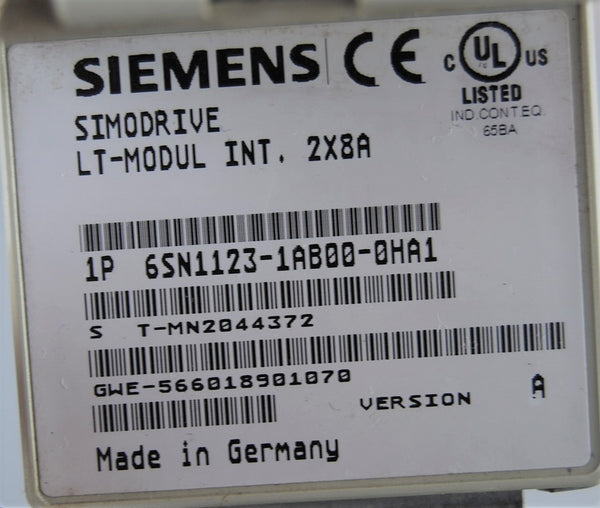 SIEMENS CE
C UL US
LISTED
IND.CONT.EQ.
65BA
SIMODRIVE
LT-MODUL INT. 2X8A
1P 6SN1123-1AB00-0HA1
S T-MN2044372
GWE-566018901070
VERSION A
Made in Germany